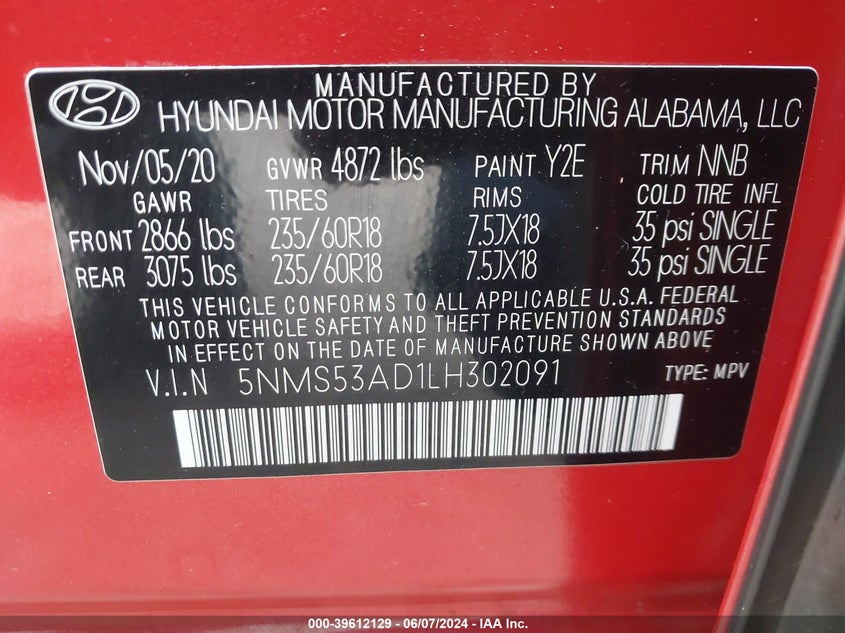 MANUFACTURED BY
HYUNDAI MOTOR MANUFACTURING ALABAMA, LLC
Nov/05/20 GVWR 4872 lbs PAINT Y2E TRIM NNB
GAWR TIRES RIMS COLD TIRE INFL
FRONT 2866 lbs 235/60R18 7.5JX18 35 psi SINGLE
REAR 3075 lbs 235/60R18 7.5JX18 35 psi SINGLE
THIS VEHICLE CONFORMS TO ALL APPLICABLE U.S.A. FEDERAL
MOTOR VEHICLE SAFETY AND THEFT PREVENTION STANDARDS
IN EFFECT ON THE DATE OF MANUFACTURE SHOWN ABOVE
V.I.N 5NMS53AD1LH302091 TYPE: MPV
000-39612129 - 06/07/2024 - IAA Inc.